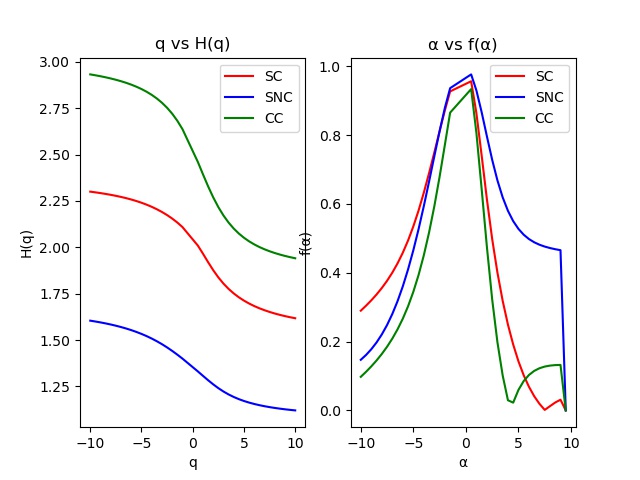 q vs H(q)
3.00
2.75
2.50
2.25
2.00
1.75
1.50
1.25
H(q)
−10
−5
0
5
10
q
SC
SNC
CC
α vs f(α)
1.0
0.8
0.6
0.4
0.2
0.0
f(α)
−10
−5
0
5
10
α
SC
SNC
CC